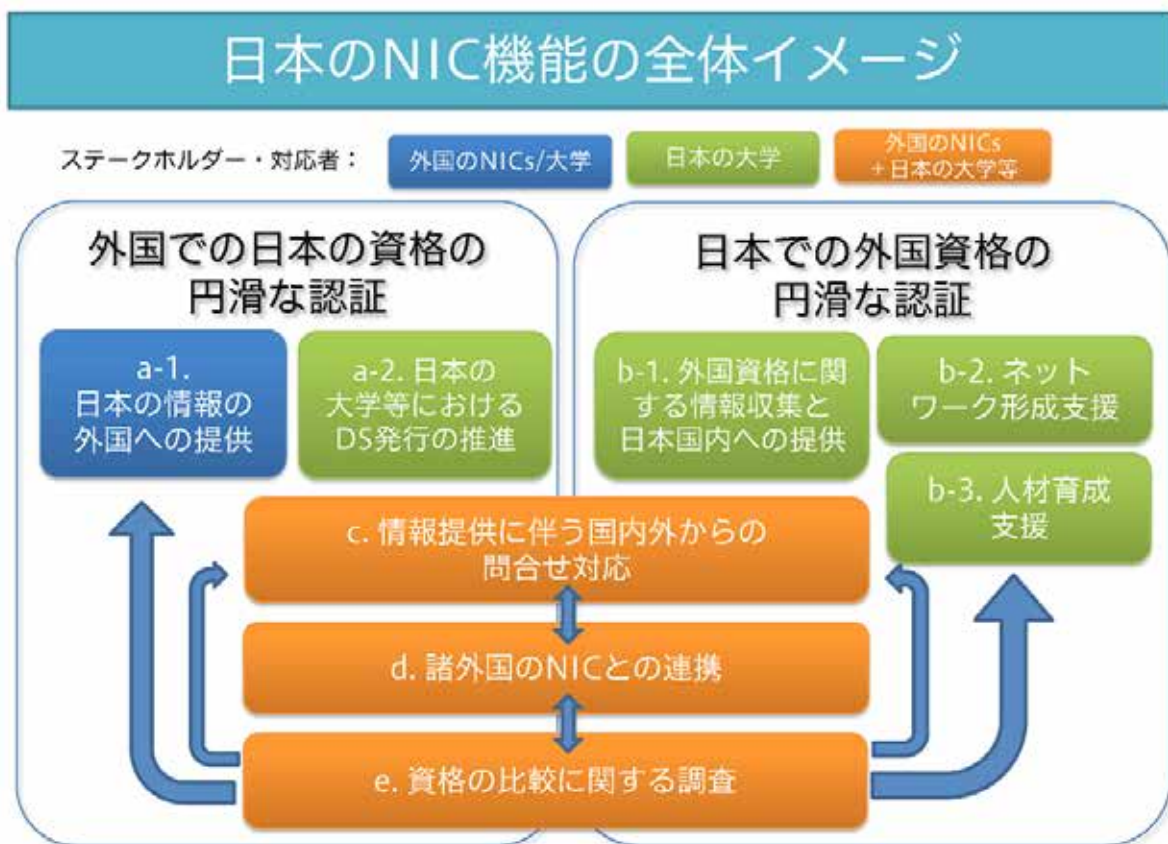 日本のNIC機能の全体イメージ
ステークホルダー・対応者：
外国のNICs/大学
日本の大学
外国のNICs
＋日本の大学等
外国での日本の資格の
円滑な認証
a-1.
日本の情報の
外国への提供
a-2. 日本の
大学等における
DS発行の推進
日本での外国資格の
円滑な認証
b-1. 外国資格に関
する情報収集と
日本国内への提供
b-2. ネット
ワーク形成支援
b-3. 人材育成
支援
c. 情報提供に伴う国内外からの
問合せ対応
d. 諸外国のNICとの連携
e. 資格の比較に関する調査